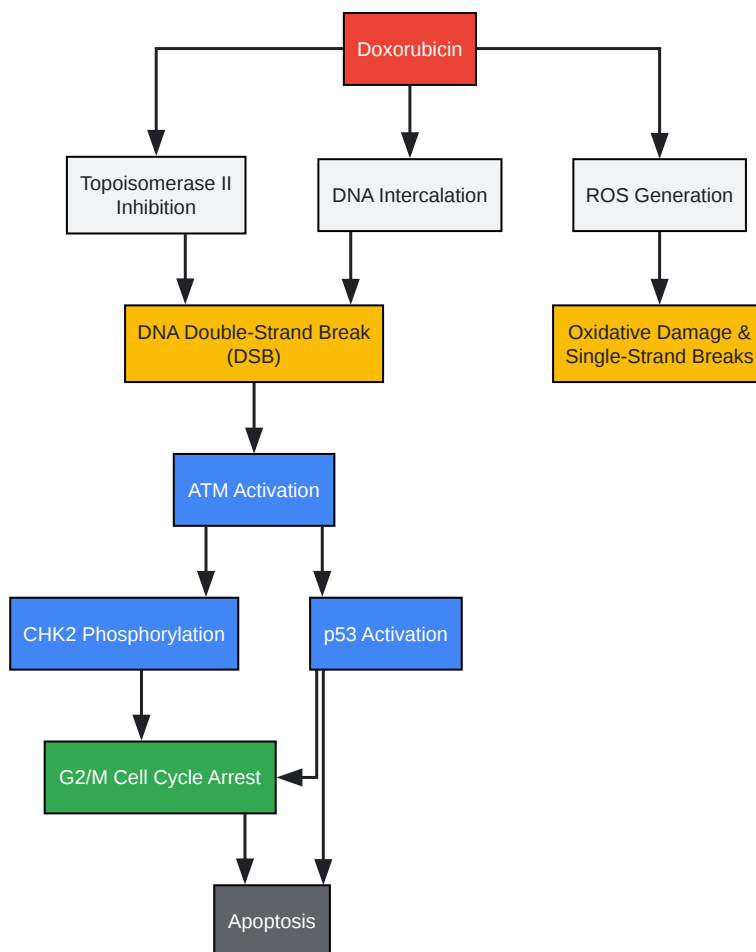 Doxorubicin
Topoisomerase II
Inhibition
DNA Intercalation
ROS Generation
DNA Double-Strand Break
(DSB)
Oxidative Damage &
Single-Strand Breaks
ATM Activation
CHK2 Phosphorylation
p53 Activation
G2/M Cell Cycle Arrest
Apoptosis